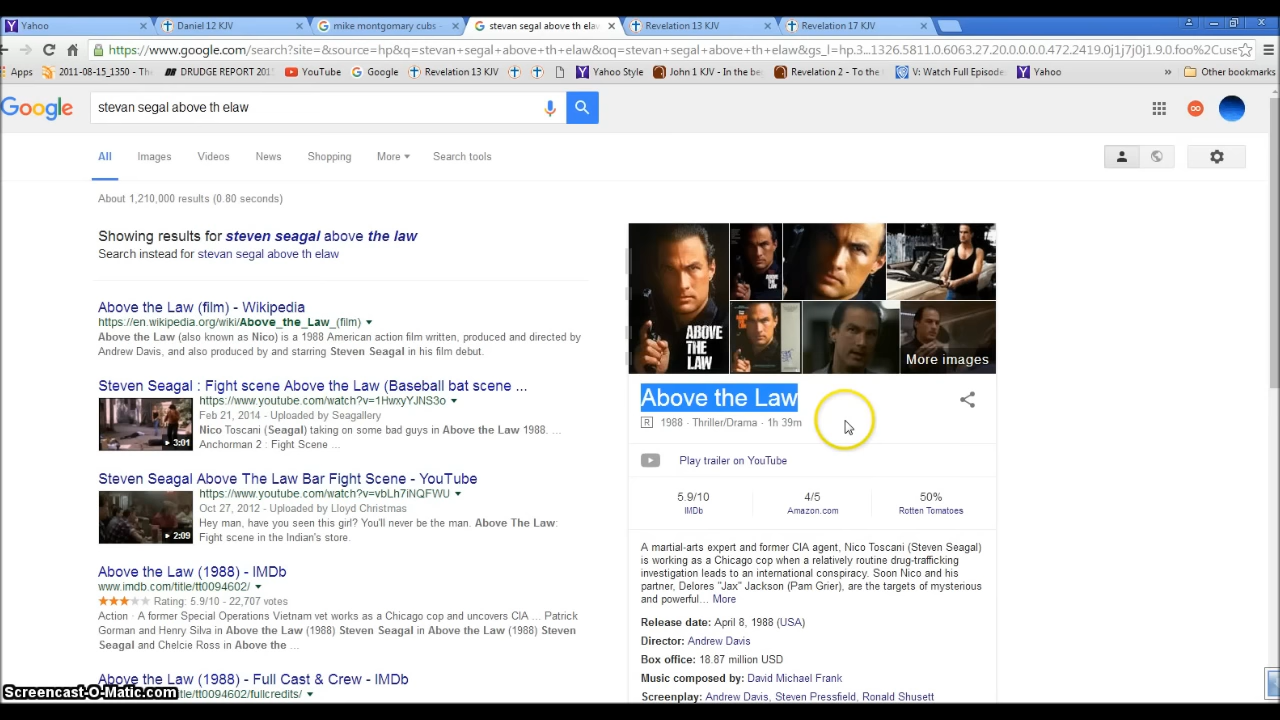 Yahoo
Daniel 12 KJV
mike montgomary cubs -
stevan segal above th elaw
Revelation 13 KJV
Revelation 17 KJV
https://www.google.com/search?site=&source=hp&q=stevan+segal+above+th+elaw&oq=stevan+segal+above+th+elaw&gs_l=hp.3...1326.5811.0.6063.27.20.0.0.0.0.472.2419.0j1j7j0j1.9.0.foo%2Cuse
Apps
2011-08-15_1350 - Th
DRUDGE REPORT 201
YouTube
Google
Revelation 13 KJV
Yahoo Style
John 1 KJV - In the be
Revelation 2 - To the
V: Watch Full Episode
Yahoo
»
Other bookmarks
Google
stevan segal above th elaw
All
Images
Videos
News
Shopping
More
Search tools
About 1,210,000 results (0.80 seconds)
Showing results for steven seagal above the law
Search instead for stevan segal above th elaw
Above the Law (film) - Wikipedia
https://en.wikipedia.org/wiki/Above_the_Law_(film)
Above the Law (also known as Nico) is a 1988 American action film written, produced and directed by
Andrew Davis, and also produced by and starring Steven Seagal in his film debut.
Steven Seagal : Fight scene Above the Law (Baseball bat scene ...
https://www.youtube.com/watch?v=1HwxyYJNS3o
Feb 21, 2014 - Uploaded by Seagallery
Nico Toscani (Seagal) taking on some bad guys in Above the Law 1988. ...
Anchorman 2 : Fight Scene ...
3:01
Steven Seagal Above The Law Bar Fight Scene - YouTube
https://www.youtube.com/watch?v=vbLh7iNQFWU
Oct 27, 2012 - Uploaded by Lloyd Christmas
Hey man, have you seen this girl? You'll never be the man. Above The Law:
Fight scene in the Indian's store.
2:09
Above the Law (1988) - IMDb
www.imdb.com/title/tt0094602/
Rating: 5.9/10 - 22,707 votes
Action · A former Special Operations Vietnam vet works as a Chicago cop and uncovers CIA ... Patrick
Gorman and Henry Silva in Above the Law (1988) Steven Seagal in Above the Law (1988) Steven
Seagal and Chelcie Ross in Above the ...
Above the Law (1988) - Full Cast & Crew - IMDb
www.imdb.com/title/tt0094602/fullcredits/
ABOVE
THE
LAW
More images
Above the Law
R 1988 · Thriller/Drama · 1h 39m
Play trailer on YouTube
5.9/10
IMDb
4/5
Amazon.com
50%
Rotten Tomatoes
A martial-arts expert and former CIA agent, Nico Toscani (Steven Seagal)
is working as a Chicago cop when a relatively routine drug-trafficking
investigation leads to an international conspiracy. Soon Nico and his
partner, Delores "Jax" Jackson (Pam Grier), are the targets of mysterious
and powerful... More
Release date: April 8, 1988 (USA)
Director: Andrew Davis
Box office: 18.87 million USD
Music composed by: David Michael Frank
Screenplay: Andrew Davis, Steven Pressfield, Ronald Shusett
Screencast-O-Matic.com